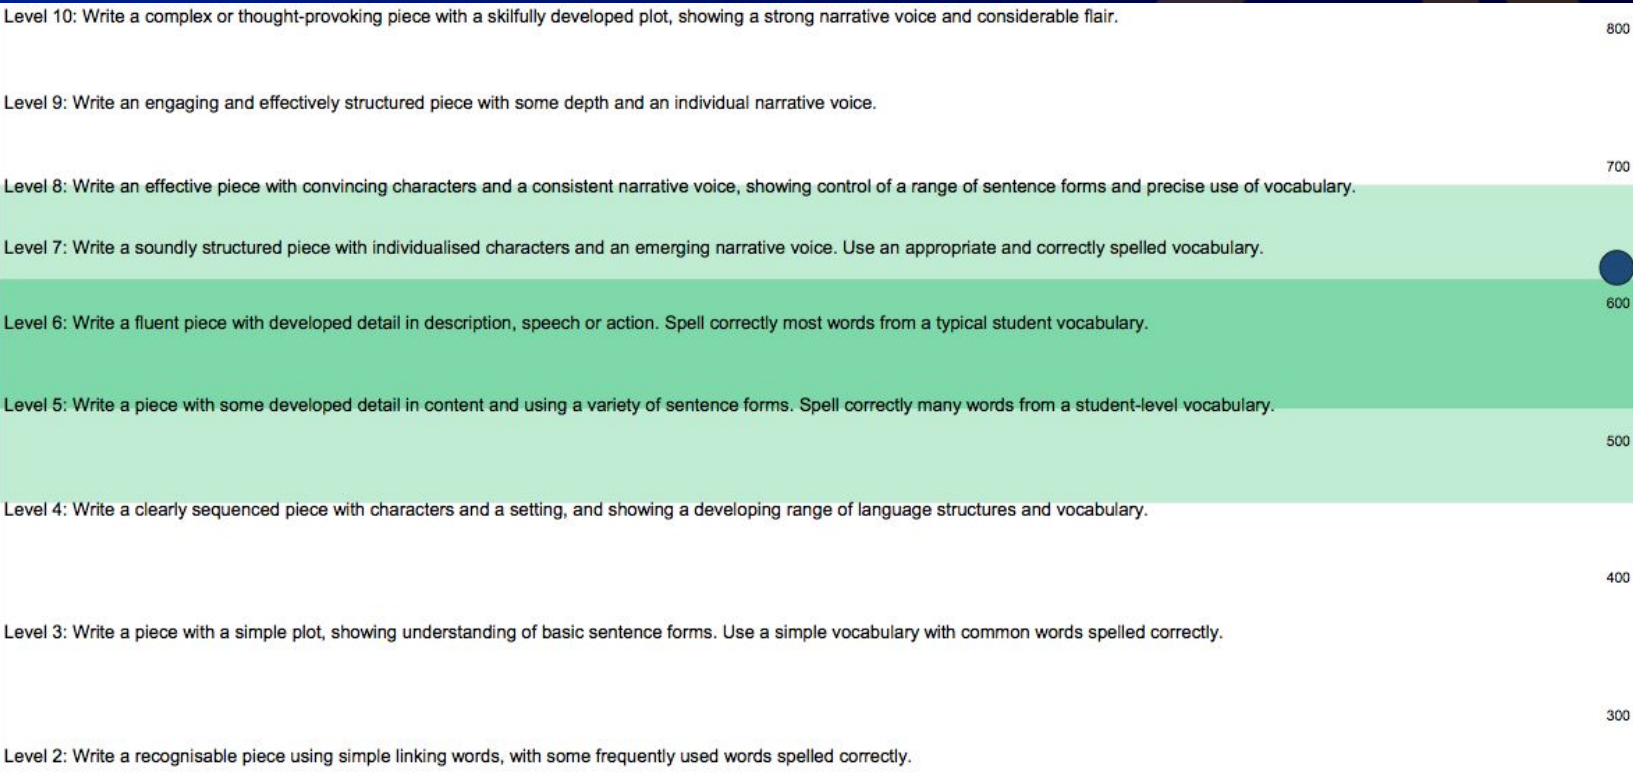 Level 10: Write a complex or thought-provoking piece with a skilfully developed plot, showing a strong narrative voice and considerable flair.
800
Level 9: Write an engaging and effectively structured piece with some depth and an individual narrative voice.
700
Level 8: Write an effective piece with convincing characters and a consistent narrative voice, showing control of a range of sentence forms and precise use of vocabulary.
Level 7: Write a soundly structured piece with individualised characters and an emerging narrative voice. Use an appropriate and correctly spelled vocabulary.
600
Level 6: Write a fluent piece with developed detail in description, speech or action. Spell correctly most words from a typical student vocabulary.
Level 5: Write a piece with some developed detail in content and using a variety of sentence forms. Spell correctly many words from a student-level vocabulary.
500
Level 4: Write a clearly sequenced piece with characters and a setting, and showing a developing range of language structures and vocabulary.
400
Level 3: Write a piece with a simple plot, showing understanding of basic sentence forms. Use a simple vocabulary with common words spelled correctly.
300
Level 2: Write a recognisable piece using simple linking words, with some frequently used words spelled correctly.